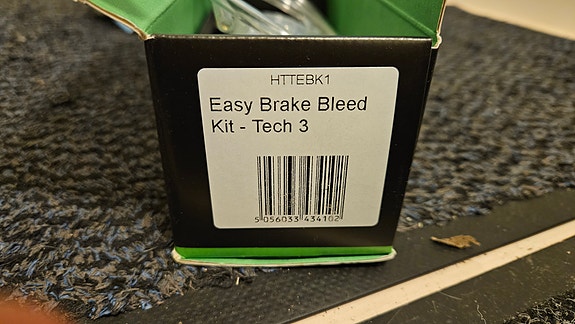 HTTEBK1
Easy Brake Bleed
Kit - Tech 3
5 056033 434102